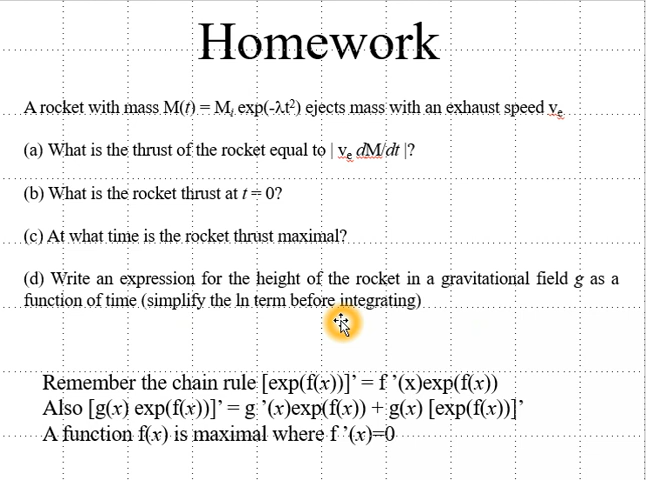 Homework
A rocket with mass M(t) = Mᵢ exp(-λt²) ejects mass with an exhaust speed vₑ
(a) What is the thrust of the rocket equal to | vₑ dM/dt |?
(b) What is the rocket thrust at t = 0?
(c) At what time is the rocket thrust maximal?
(d) Write an expression for the height of the rocket in a gravitational field g as a
function of time (simplify the ln term before integrating)
Remember the chain rule [exp(f(x))]’ = f ’(x)exp(f(x))
Also [g(x) exp(f(x))]’ = g ’(x)exp(f(x)) + g(x) [exp(f(x))]’
A function f(x) is maximal where f ’(x)=0